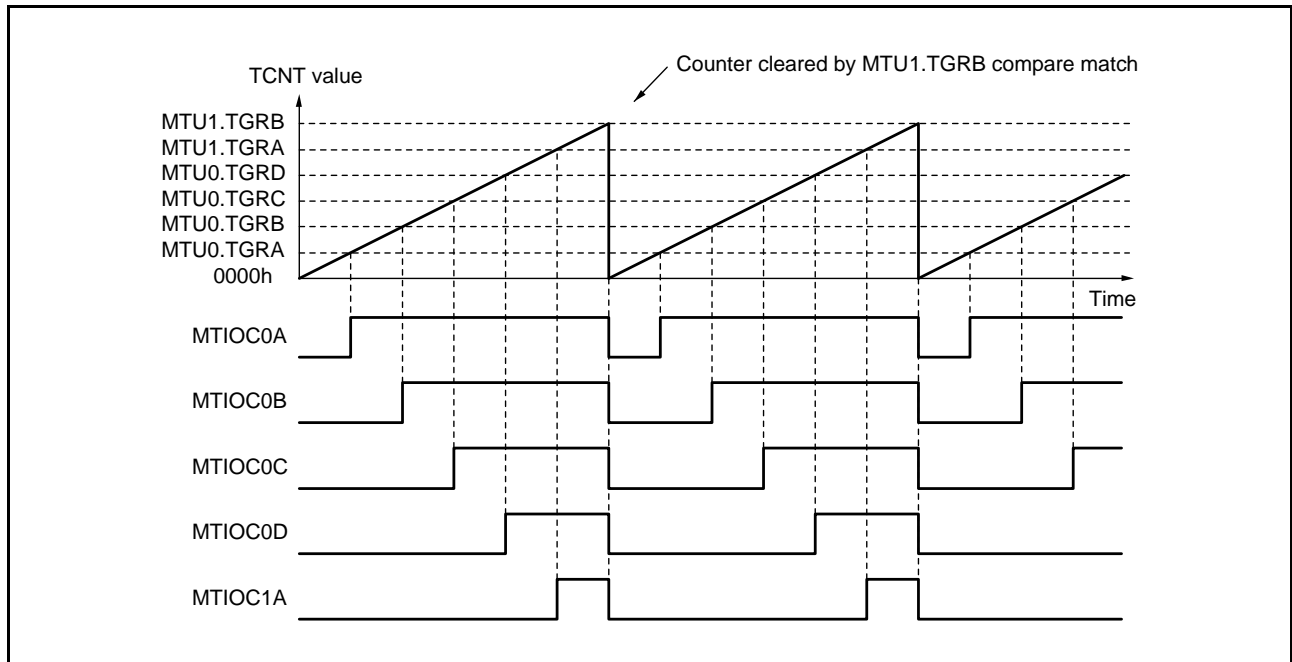 Counter cleared by MTU1.TGRB compare match
TCNT value
MTU1.TGRB
MTU1.TGRA
MTU0.TGRD
MTU0.TGRC
MTU0.TGRB
MTU0.TGRA
0000h
Time
MTIOC0A
MTIOC0B
MTIOC0C
MTIOC0D
MTIOC1A